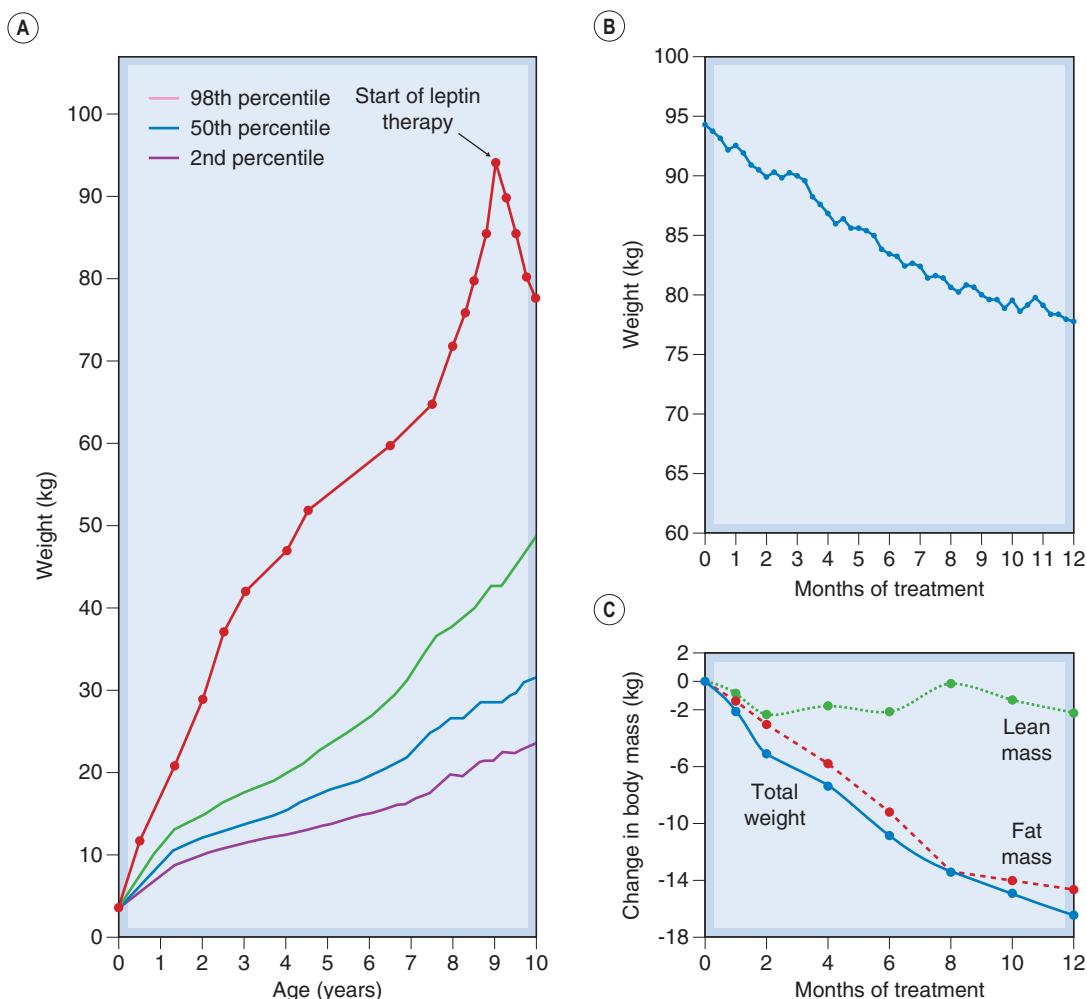 A
98th percentile
50th percentile
2nd percentile
Start of leptin
therapy
100
90
80
70
60
50
40
30
20
10
0
Weight (kg)
0 1 2 3 4 5 6 7 8 9 10
Age (years)
B
100
95
90
85
80
75
70
65
60
Weight (kg)
0 1 2 3 4 5 6 7 8 9 10 11 12
Months of treatment
C
2
0
-2
-6
-10
-14
-18
Change in body mass (kg)
Lean
mass
Total
weight
Fat
mass
0 2 4 6 8 10 12
Months of treatment